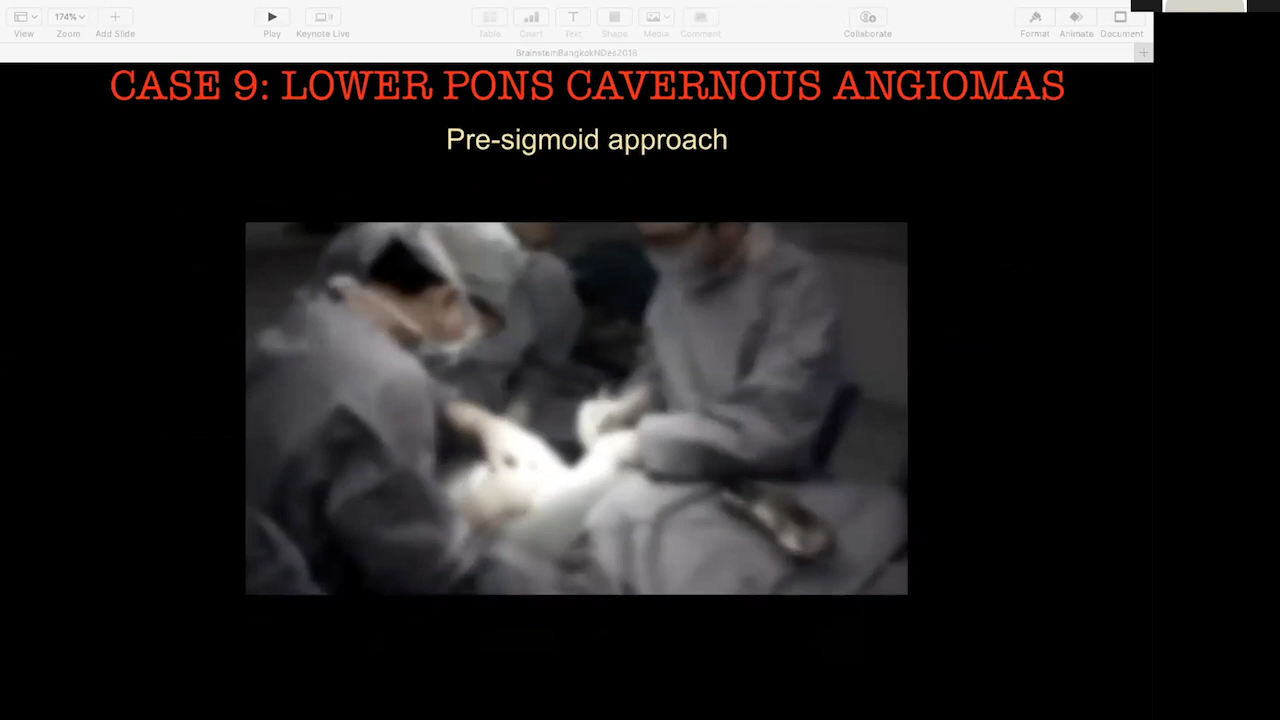 174%
View
Zoom
Add Slide
Play
Keynote Live
Table
Chart
Text
Shape
Media
Comment
Collaborate
Format
Animate
Document
BrainstemBangkokNDes2018
CASE 9: LOWER PONS CAVERNOUS ANGIOMAS
Pre-sigmoid approach